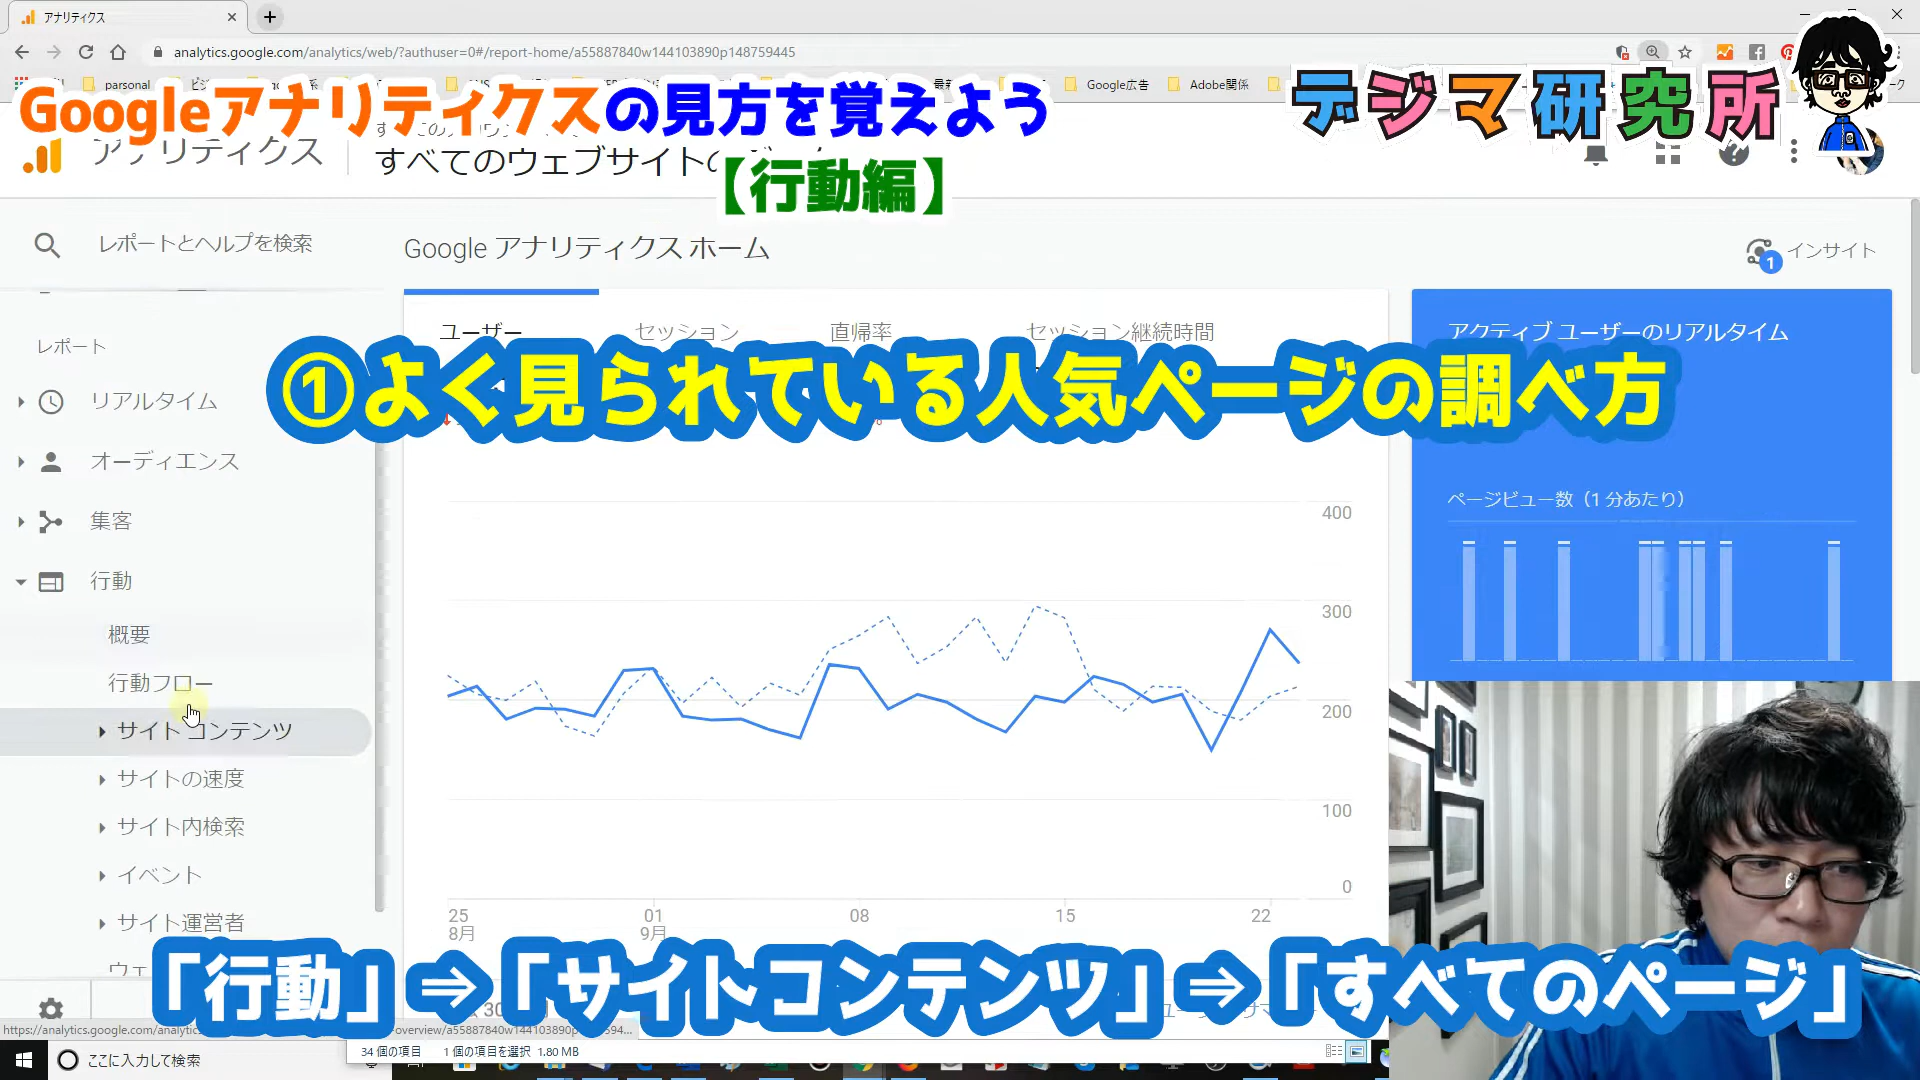 アナリティクス
analytics.google.com/analytics/web/?authuser=0#/report-home/a55887840w144103890p148759445
parsonal
Google広告
Adobe関係
Googleアナリティクスの見方を覚えよう
【行動編】
デジマ研究所
アナリティクス
すべてのウェブサイトの
レポートとヘルプを検索
Google アナリティクス ホーム
インサイト
1
レポート
リアルタイム
オーディエンス
集客
行動
概要
行動フロー
サイト コンテンツ
サイトの速度
サイト内検索
イベント
サイト運営者
ユーザー
セッション
直帰率
セッション継続時間
①よく見られている人気ページの調べ方
400
300
200
100
0
25
8月
01
9月
08
15
22
アクティブ ユーザーのリアルタイム
ページビュー数（1 分あたり）
「行動」⇒「サイトコンテンツ」⇒「すべてのページ」
ここに入力して検索
34 個の項目
1 個の項目を選択 1.80 MB